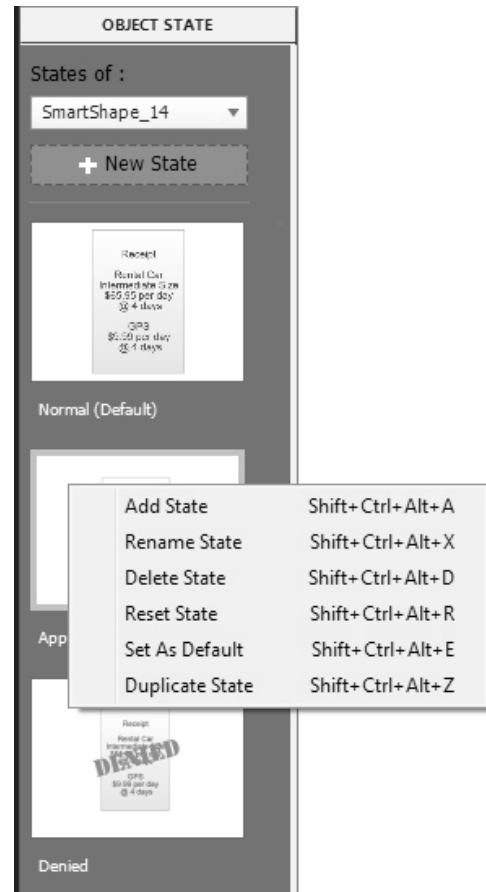 OBJECT STATE
States of :
SmartShape_14
+ New State
Receipt
Rental Car
Intermediate Size
$65.95 per day
@ 4 days
GPS
$9.99 per day
@ 4 days
Normal (Default)
Add State Shift+Ctrl+Alt+A
Rename State Shift+Ctrl+Alt+X
Delete State Shift+Ctrl+Alt+D
Reset State Shift+Ctrl+Alt+R
App
Set As Default Shift+Ctrl+Alt+E
Duplicate State Shift+Ctrl+Alt+Z
Receipt
Rental Car
DENIED
GPS
$9.99 per day
@ 4 days
Denied